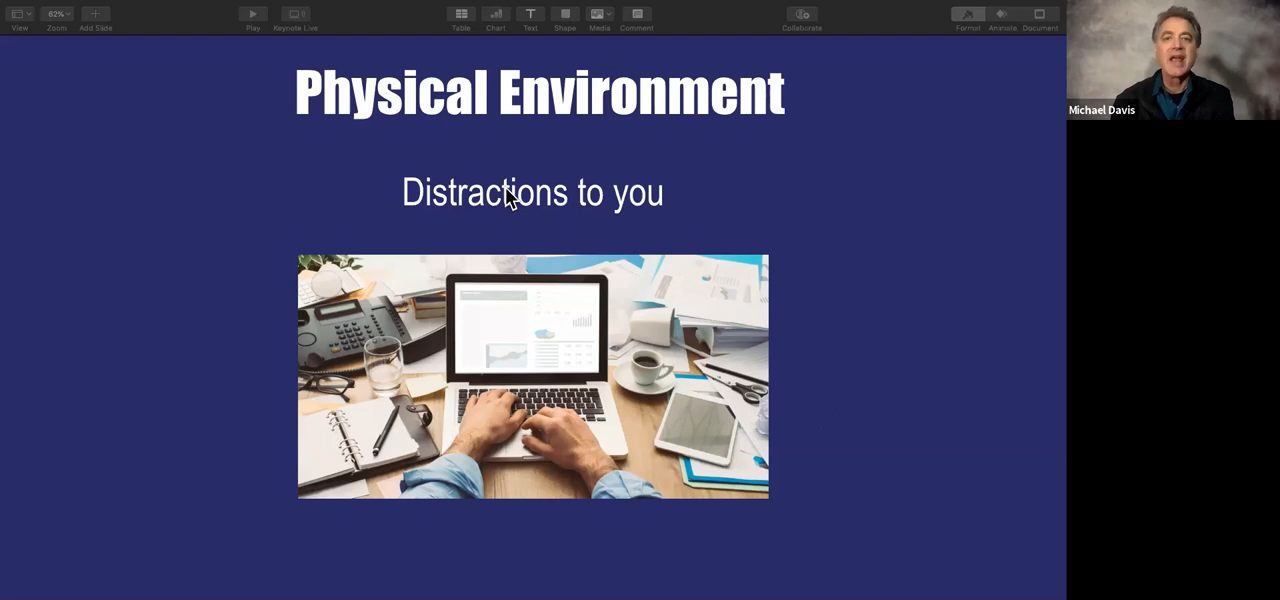 View
62%
Zoom
Add Slide
Play
Keynote Live
Table
Chart
Text
Shape
Media
Comment
Collaborate
Format
Animate
Document
Michael Davis
Physical Environment
Distractions to you